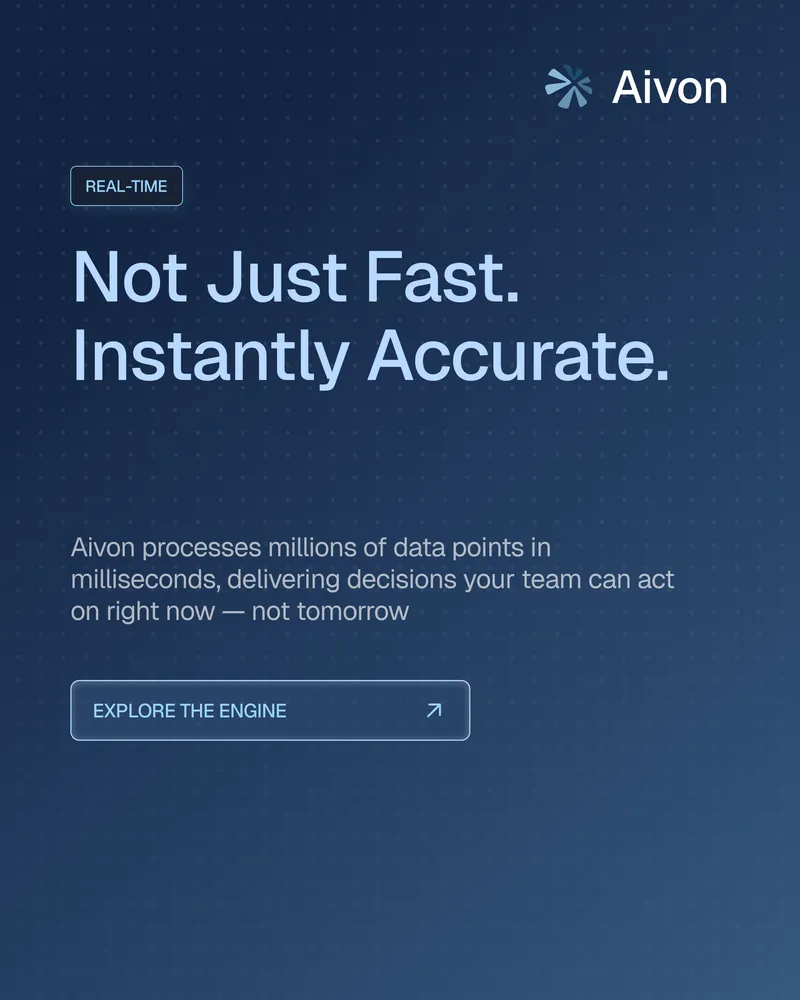 Aivon
REAL-TIME
Not Just Fast.
Instantly Accurate.
Aivon processes millions of data points in
milliseconds, delivering decisions your team can act
on right now — not tomorrow
EXPLORE THE ENGINE